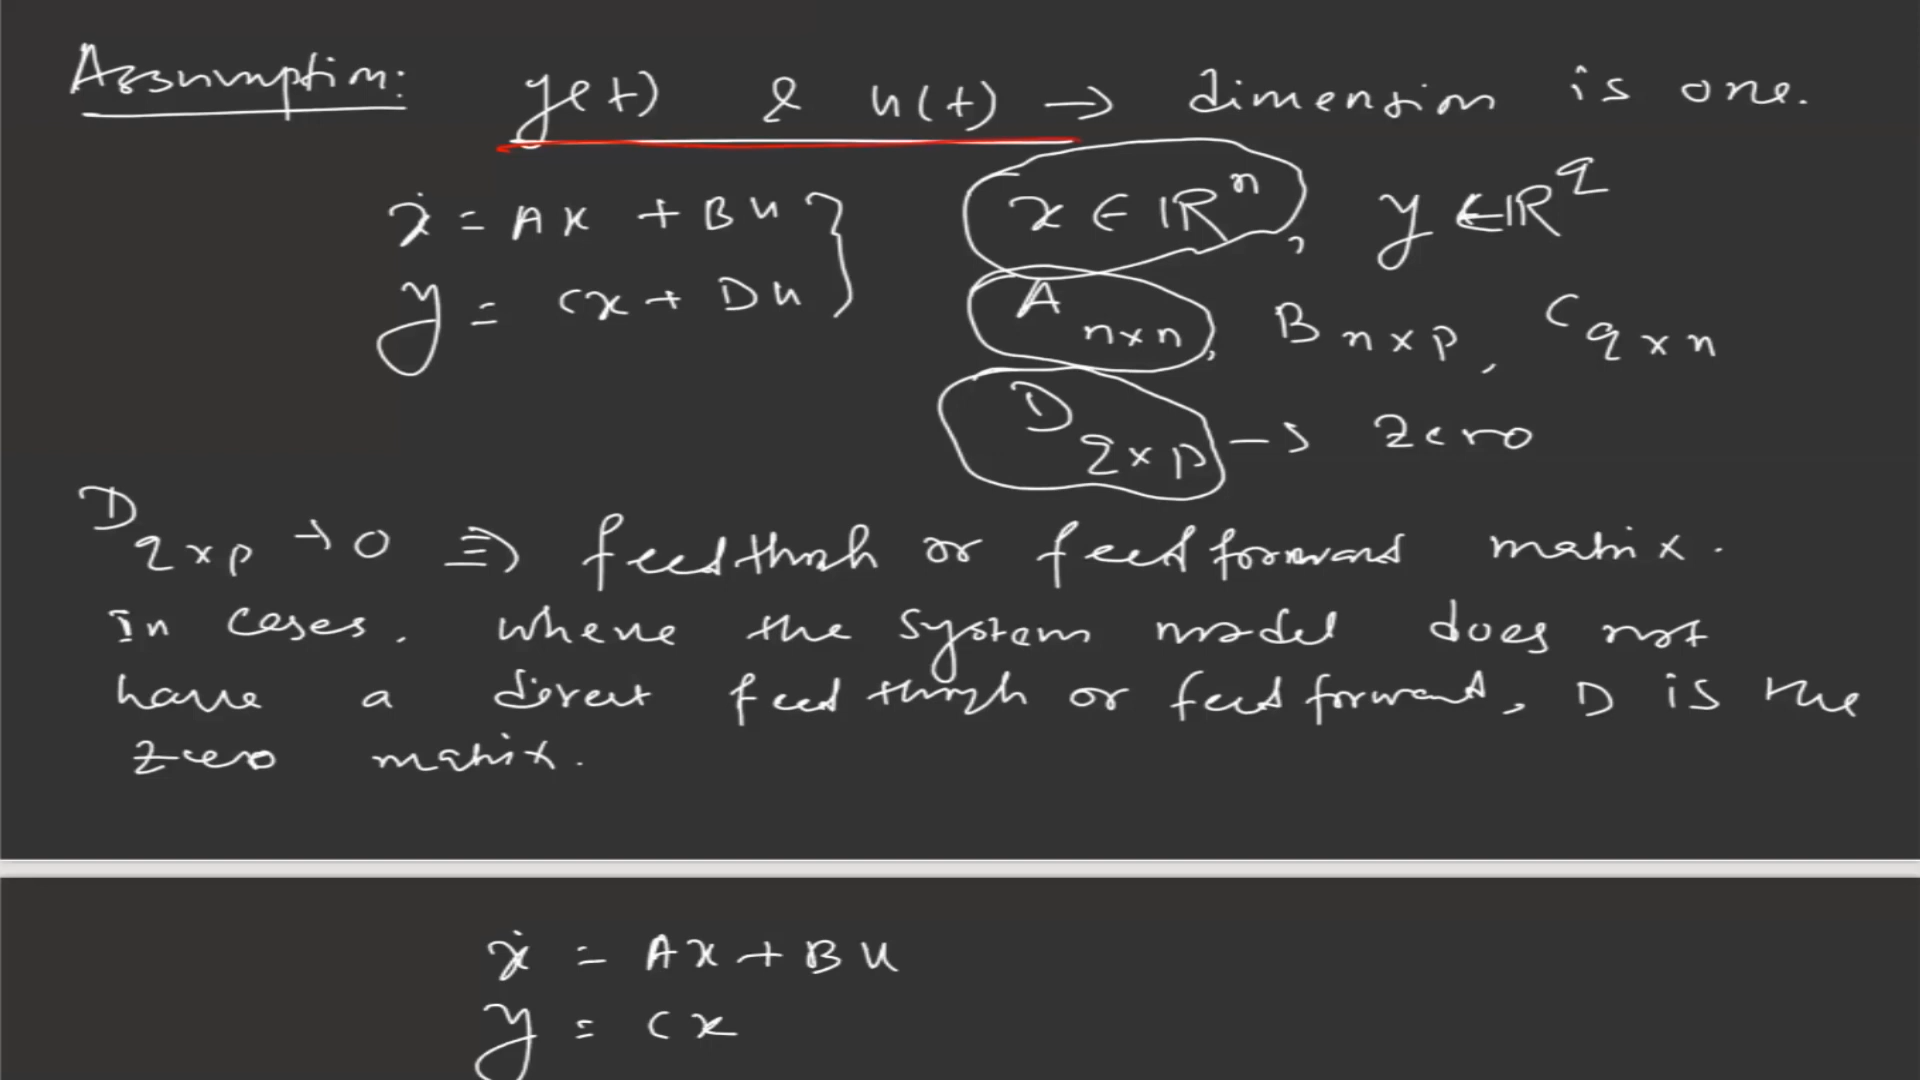 Assumption: y(t) & u(t) → dimension is one.
ẋ = Ax + Bu } x ∈ ℝⁿ, y ∈ ℝ^q
y = Cx + Du A n×n, B n×p, C q×n
D q×p → zero
D q×p → 0 ⇒ feedthrough or feedforward matrix.
In cases, where the system model does not
have a direct feedthrough or feedforward, D is the
zero matrix.
ẋ = Ax + Bu
y = Cx